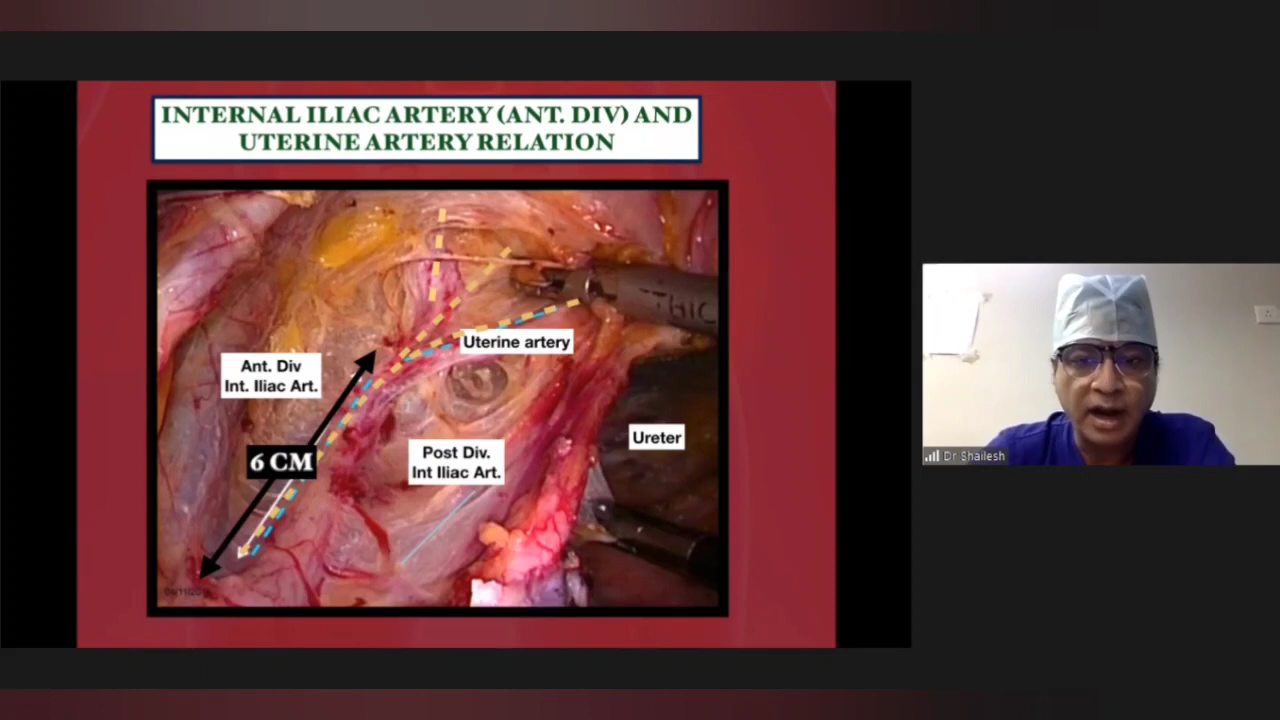 INTERNAL ILIAC ARTERY (ANT. DIV) AND
UTERINE ARTERY RELATION
Uterine artery
Ant. Div
Int. Iliac Art.
6 CM
Post Div.
Int Iliac Art.
Ureter
THIC
Dr Shailesh